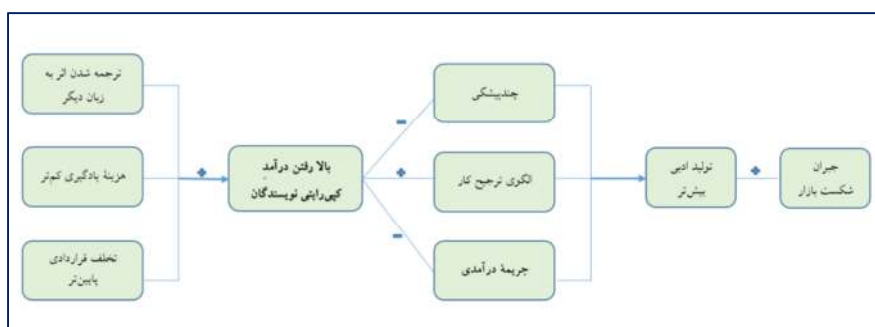 ترجمه شدن اثر به
زبان دیگر
هزینهٔ یادگیری کم‌تر
تخلف قراردادی
پایین‌تر
+
بالا رفتن درآمد
کپی‌رایتی نویسندگان
-
+
-
چندپیشگی
الگوی ترجیح کار
جریمهٔ درآمدی
تولید ادبی
بیش‌تر
+
جبران
شکست بازار